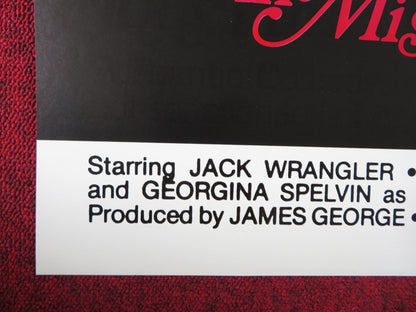 Starring JACK WRANGLER •
and GEORGINA SPELVIN as
Produced by JAMES GEORGE •